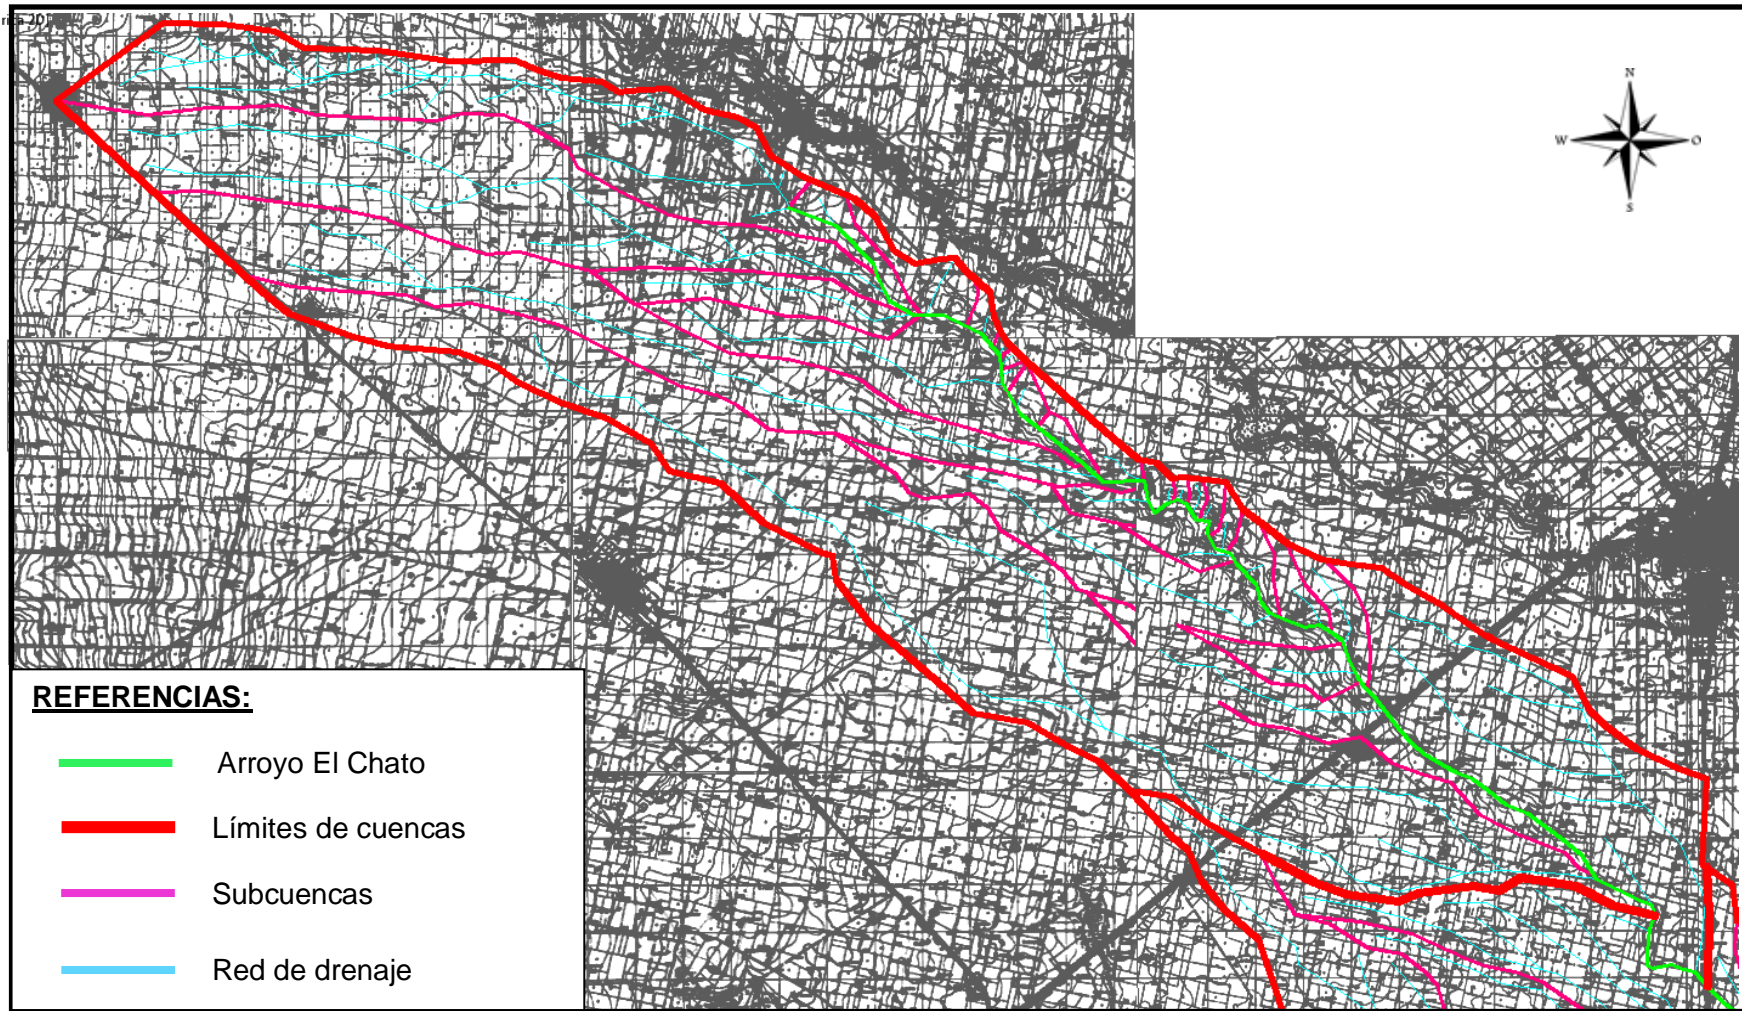 N
W
O
S
REFERENCIAS:
Arroyo El Chato
Límites de cuencas
Subcuencas
Red de drenaje